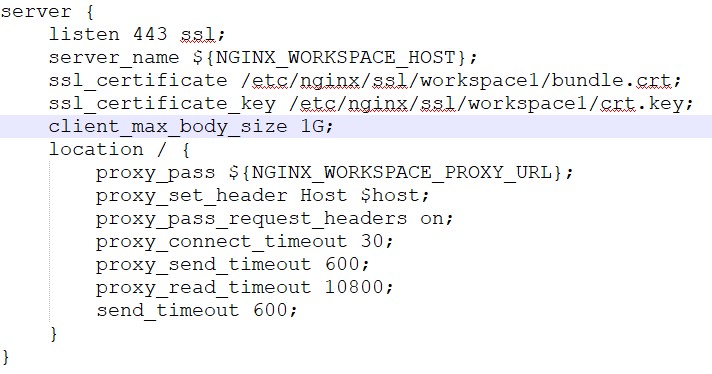 server {
listen 443 ssl;
server_name ${NGINX_WORKSPACE_HOST};
ssl_certificate /etc/nginx/ssl/workspace1/bundle.crt;
ssl_certificate_key /etc/nginx/ssl/workspace1/crt.key;
client_max_body_size 1G;
location / {
proxy_pass ${NGINX_WORKSPACE_PROXY_URL};
proxy_set_header Host $host;
proxy_pass_request_headers on;
proxy_connect_timeout 30;
proxy_send_timeout 600;
proxy_read_timeout 10800;
send_timeout 600;
}
}